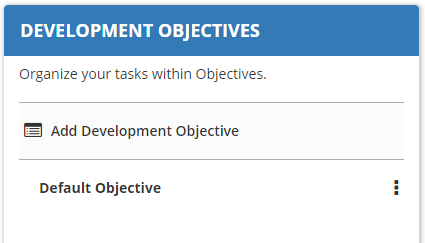 DEVELOPMENT OBJECTIVES
Organize your tasks within Objectives.
Add Development Objective
Default Objective